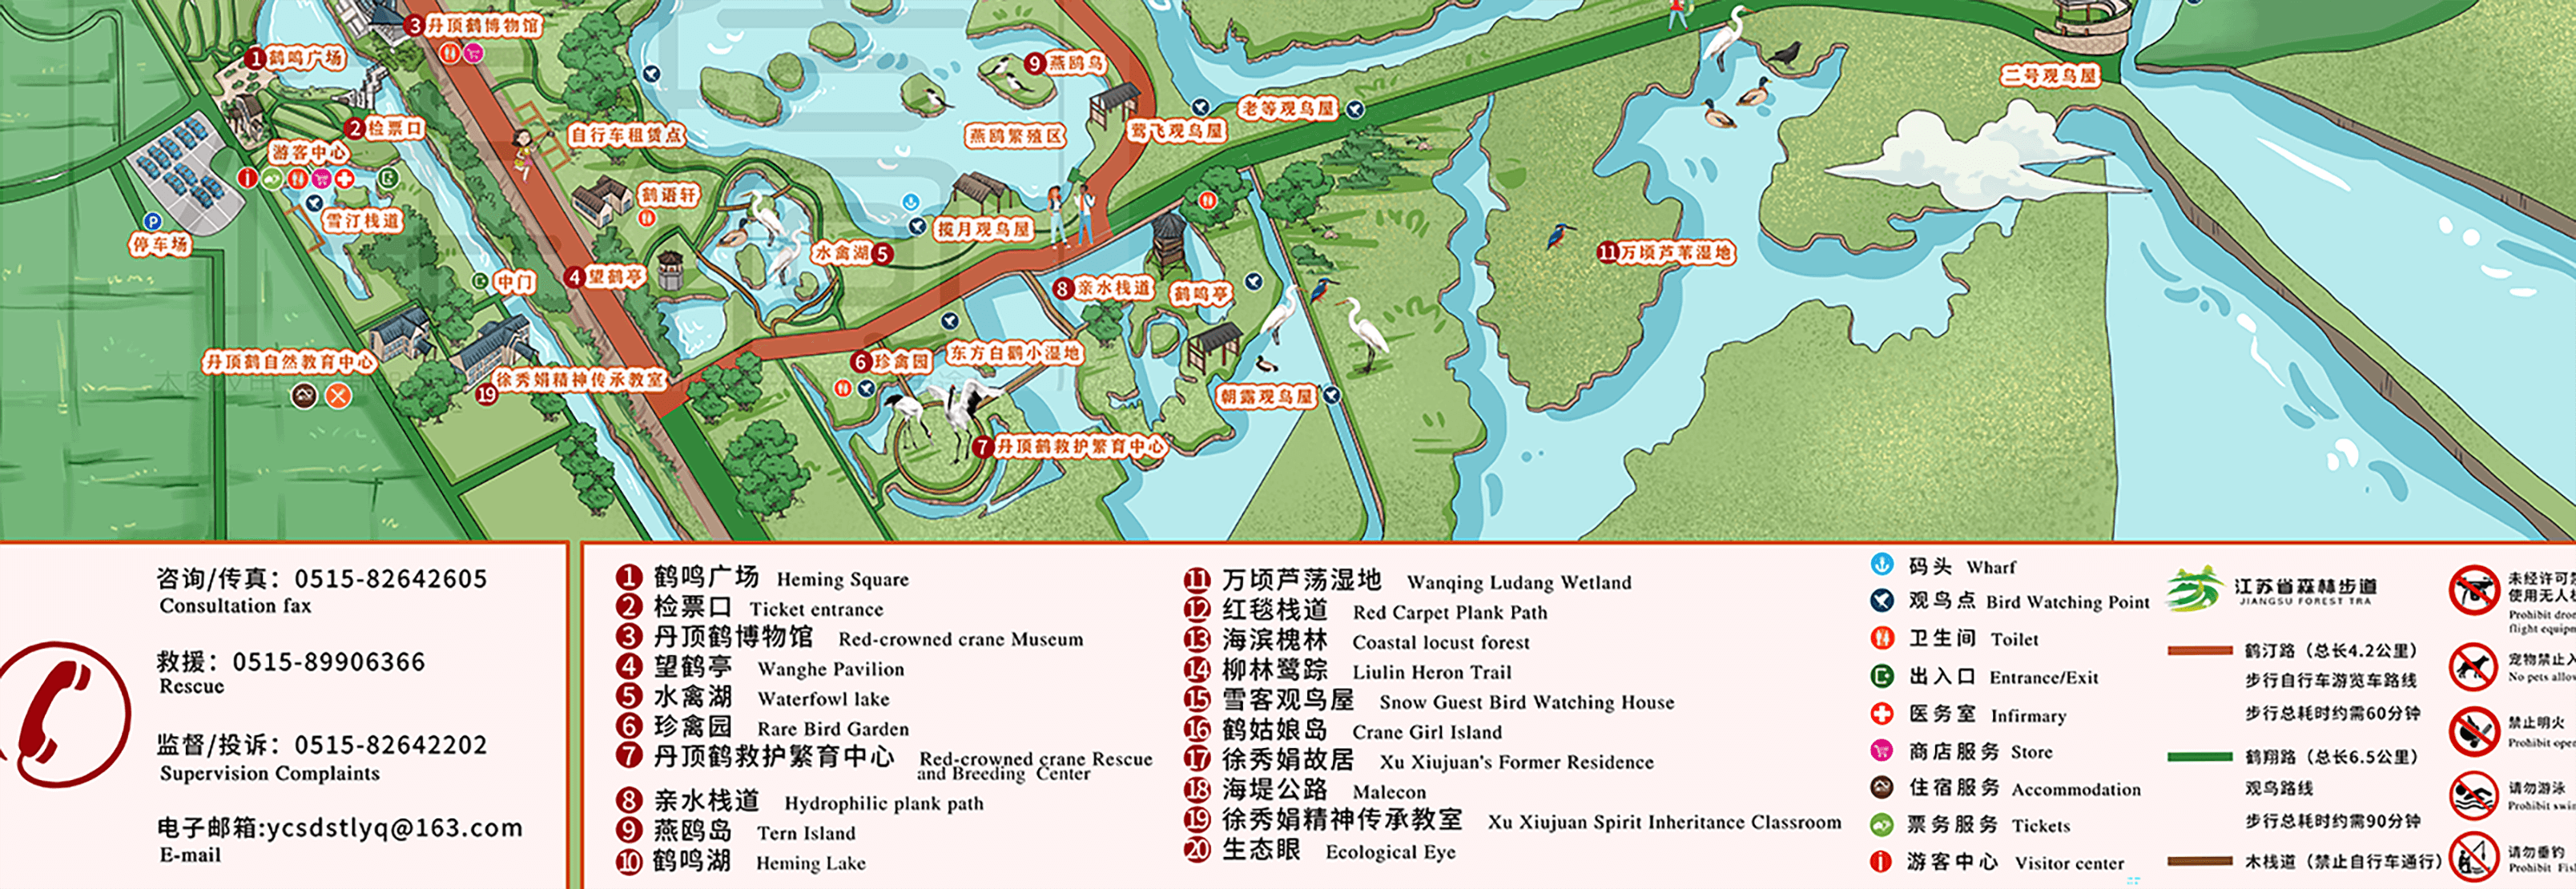 3 丹顶鹤博物馆
1 鹤鸣广场
9 燕鸥鸟
二号观鸟屋
2 检票口
自行车租赁点
燕鸥繁殖区
莺飞观鸟屋
老等观鸟屋
游客中心
鹤语轩
雪汀栈道
P
停车场
揽月观鸟屋
水禽湖 5
11 万顷芦苇湿地
中门
4 望鹤亭
8 亲水栈道
鹤鸣亭
丹顶鹤自然教育中心
6 珍禽园
东方白鹳小湿地
19 徐秀娟精神传承教室
朝露观鸟屋
7 丹顶鹤救护繁育中心
咨询/传真：0515-82642605
Consultation fax
救援：0515-89906366
Rescue
监督/投诉：0515-82642202
Supervision Complaints
电子邮箱:ycsdstlyq@163.com
E-mail
1 鹤鸣广场 Heming Square
2 检票口 Ticket entrance
3 丹顶鹤博物馆 Red-crowned crane Museum
4 望鹤亭 Wanghe Pavilion
5 水禽湖 Waterfowl lake
6 珍禽园 Rare Bird Garden
7 丹顶鹤救护繁育中心 Red-crowned crane Rescue
and Breeding Center
8 亲水栈道 Hydrophilic plank path
9 燕鸥岛 Tern Island
10 鹤鸣湖 Heming Lake
11 万顷芦荡湿地 Wanqing Ludang Wetland
12 红毯栈道 Red Carpet Plank Path
13 海滨槐林 Coastal locust forest
14 柳林鹭踪 Liulin Heron Trail
15 雪客观鸟屋 Snow Guest Bird Watching House
16 鹤姑娘岛 Crane Girl Island
17 徐秀娟故居 Xu Xiujuan's Former Residence
18 海堤公路 Malecon
19 徐秀娟精神传承教室 Xu Xiujuan Spirit Inheritance Classroom
20 生态眼 Ecological Eye
码头 Wharf
观鸟点 Bird Watching Point
卫生间 Toilet
出入口 Entrance/Exit
医务室 Infirmary
商店服务 Store
住宿服务 Accommodation
票务服务 Tickets
游客中心 Visitor center
江苏省森林步道
JIANGSU FOREST TRA
鹤汀路（总长4.2公里）
步行自行车游览车路线
步行总耗时约需60分钟
鹤翔路（总长6.5公里）
观鸟路线
步行总耗时约需90分钟
木栈道（禁止自行车通行）
未经许可
使用无人
Prohibit
flight
宠物禁止
No pets
禁止明火
Prohibit
请勿游泳
Prohibit
请勿垂钓
Prohibit